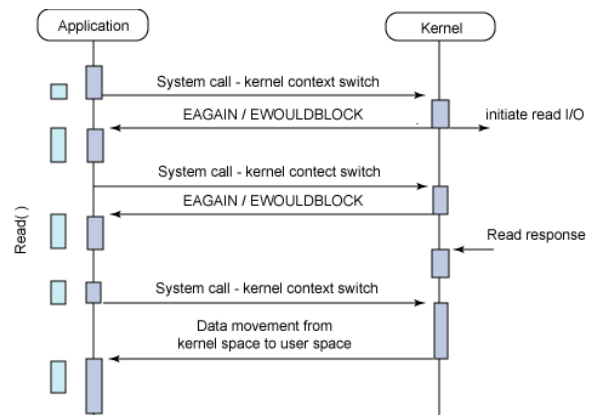 Application
Kernel
System call - kernel context switch
EAGAIN / EWOULDBLOCK
initiate read I/O
System call - kernel contect switch
EAGAIN / EWOULDBLOCK
Read( )
Read response
System call - kernel context switch
Data movement from
kernel space to user space